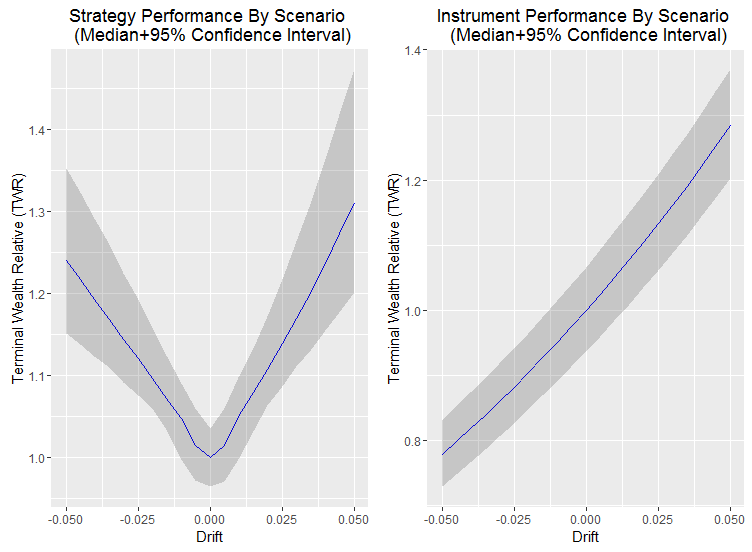 Strategy Performance By Scenario
(Median+95% Confidence Interval)
Terminal Wealth Relative (TWR)
1.4
1.3
1.2
1.1
1.0
-0.050
-0.025
0.000
0.025
0.050
Drift
Instrument Performance By Scenario
(Median+95% Confidence Interval)
Terminal Wealth Relative (TWR)
1.4
1.2
1.0
0.8
-0.050
-0.025
0.000
0.025
0.050
Drift